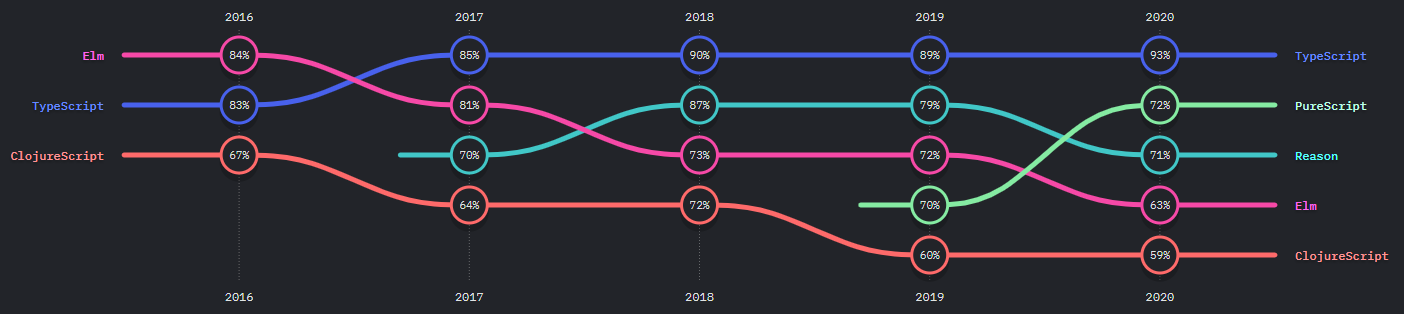 2016 2017 2018 2019 2020
Elm 84% 85% 90% 89% 93% TypeScript
TypeScript 83% 81% 87% 79% 72% PureScript
ClojureScript 67% 70% 73% 72% 71% Reason
64% 72% 70% 63% Elm
60% 59% ClojureScript
2016 2017 2018 2019 2020